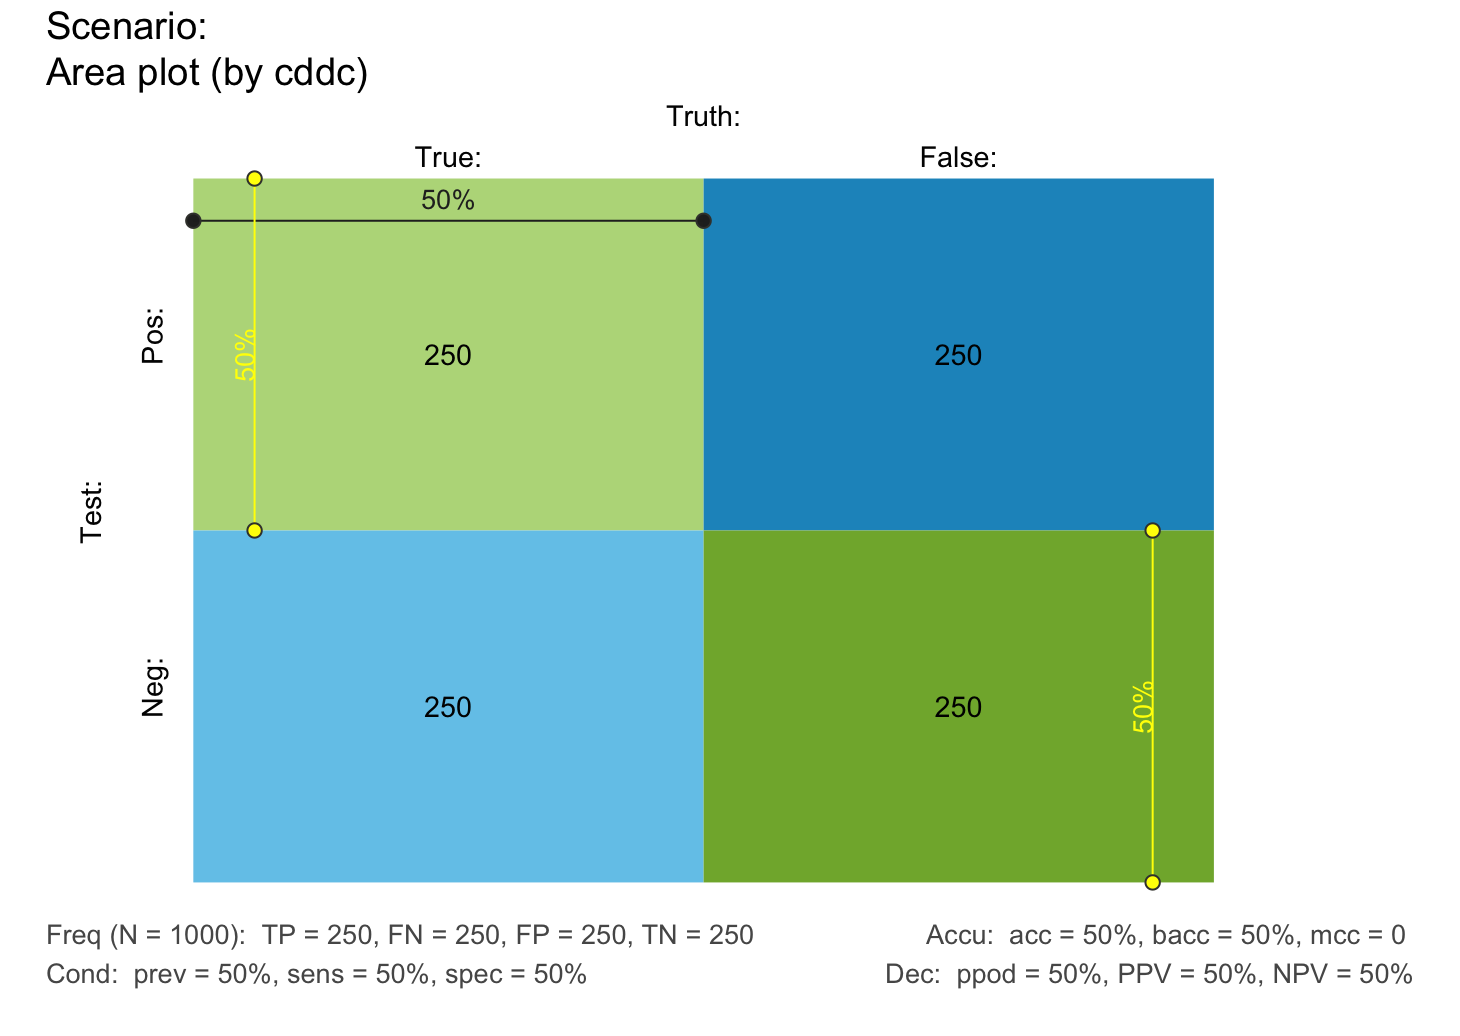 Scenario:
Area plot (by cddc)
Truth:
True:
False:
50%
Pos:
50%
250
250
Test:
Neg:
250
250
50%
Freq (N = 1000):  TP = 250, FN = 250, FP = 250, TN = 250
Accu:  acc = 50%, bacc = 50%, mcc = 0
Cond:  prev = 50%, sens = 50%, spec = 50%
Dec:  ppod = 50%, PPV = 50%, NPV = 50%